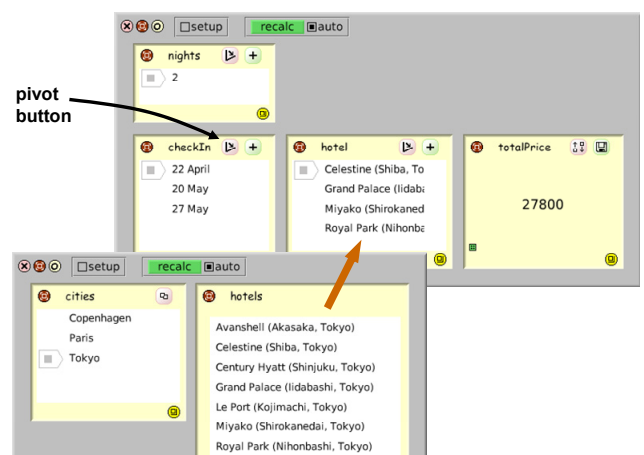 setup recalc auto
nights
2
pivot
button
checkIn
22 April
20 May
27 May
hotel
Celestine (Shiba, To
Grand Palace (Iidaba
Miyako (Shirokaned
Royal Park (Nihonba
totalPrice
27800
setup recalc auto
cities
Copenhagen
Paris
Tokyo
hotels
Avanshell (Akasaka, Tokyo)
Celestine (Shiba, Tokyo)
Century Hyatt (Shinjuku, Tokyo)
Grand Palace (Iidabashi, Tokyo)
Le Port (Kojimachi, Tokyo)
Miyako (Shirokanedai, Tokyo)
Royal Park (Nihonbashi, Tokyo)